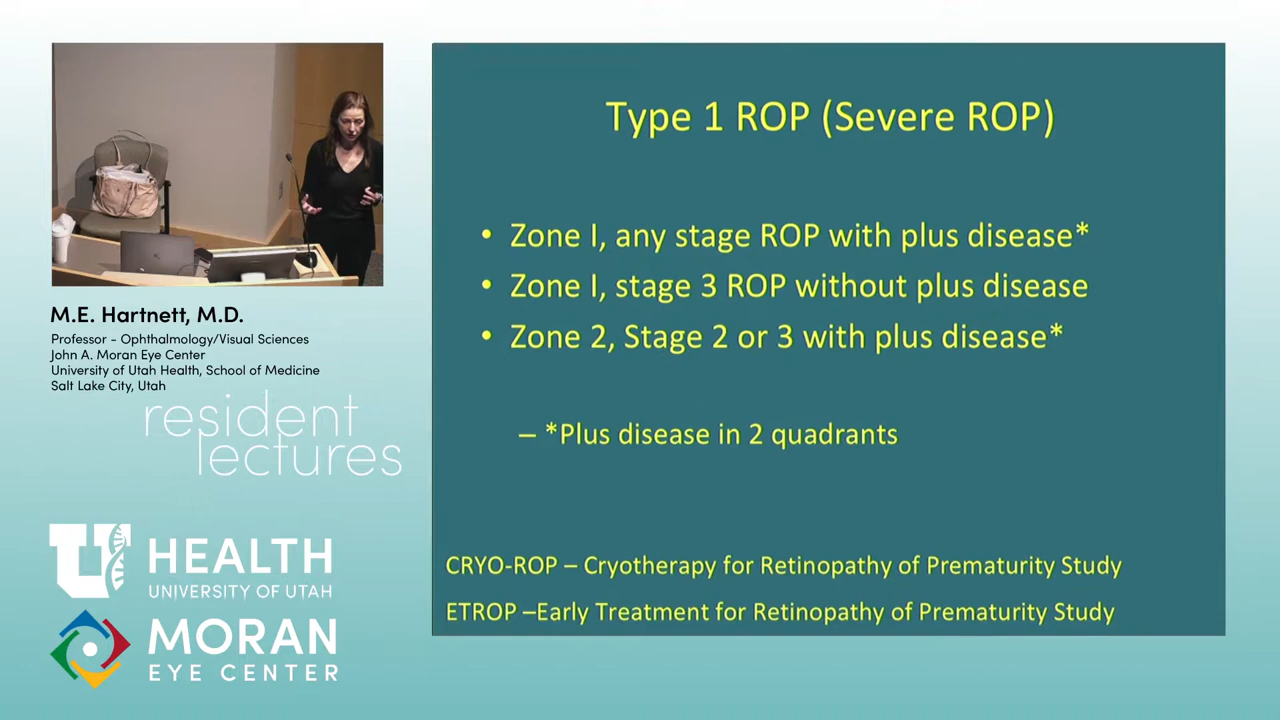 M.E. Hartnett, M.D.
Professor - Ophthalmology/Visual Sciences
John A. Moran Eye Center
University of Utah Health, School of Medicine
Salt Lake City, Utah
resident
lectures
U HEALTH
UNIVERSITY OF UTAH
MORAN
EYE CENTER
Type 1 ROP (Severe ROP)
• Zone I, any stage ROP with plus disease*
• Zone I, stage 3 ROP without plus disease
• Zone 2, Stage 2 or 3 with plus disease*
– *Plus disease in 2 quadrants
CRYO-ROP – Cryotherapy for Retinopathy of Prematurity Study
ETROP –Early Treatment for Retinopathy of Prematurity Study